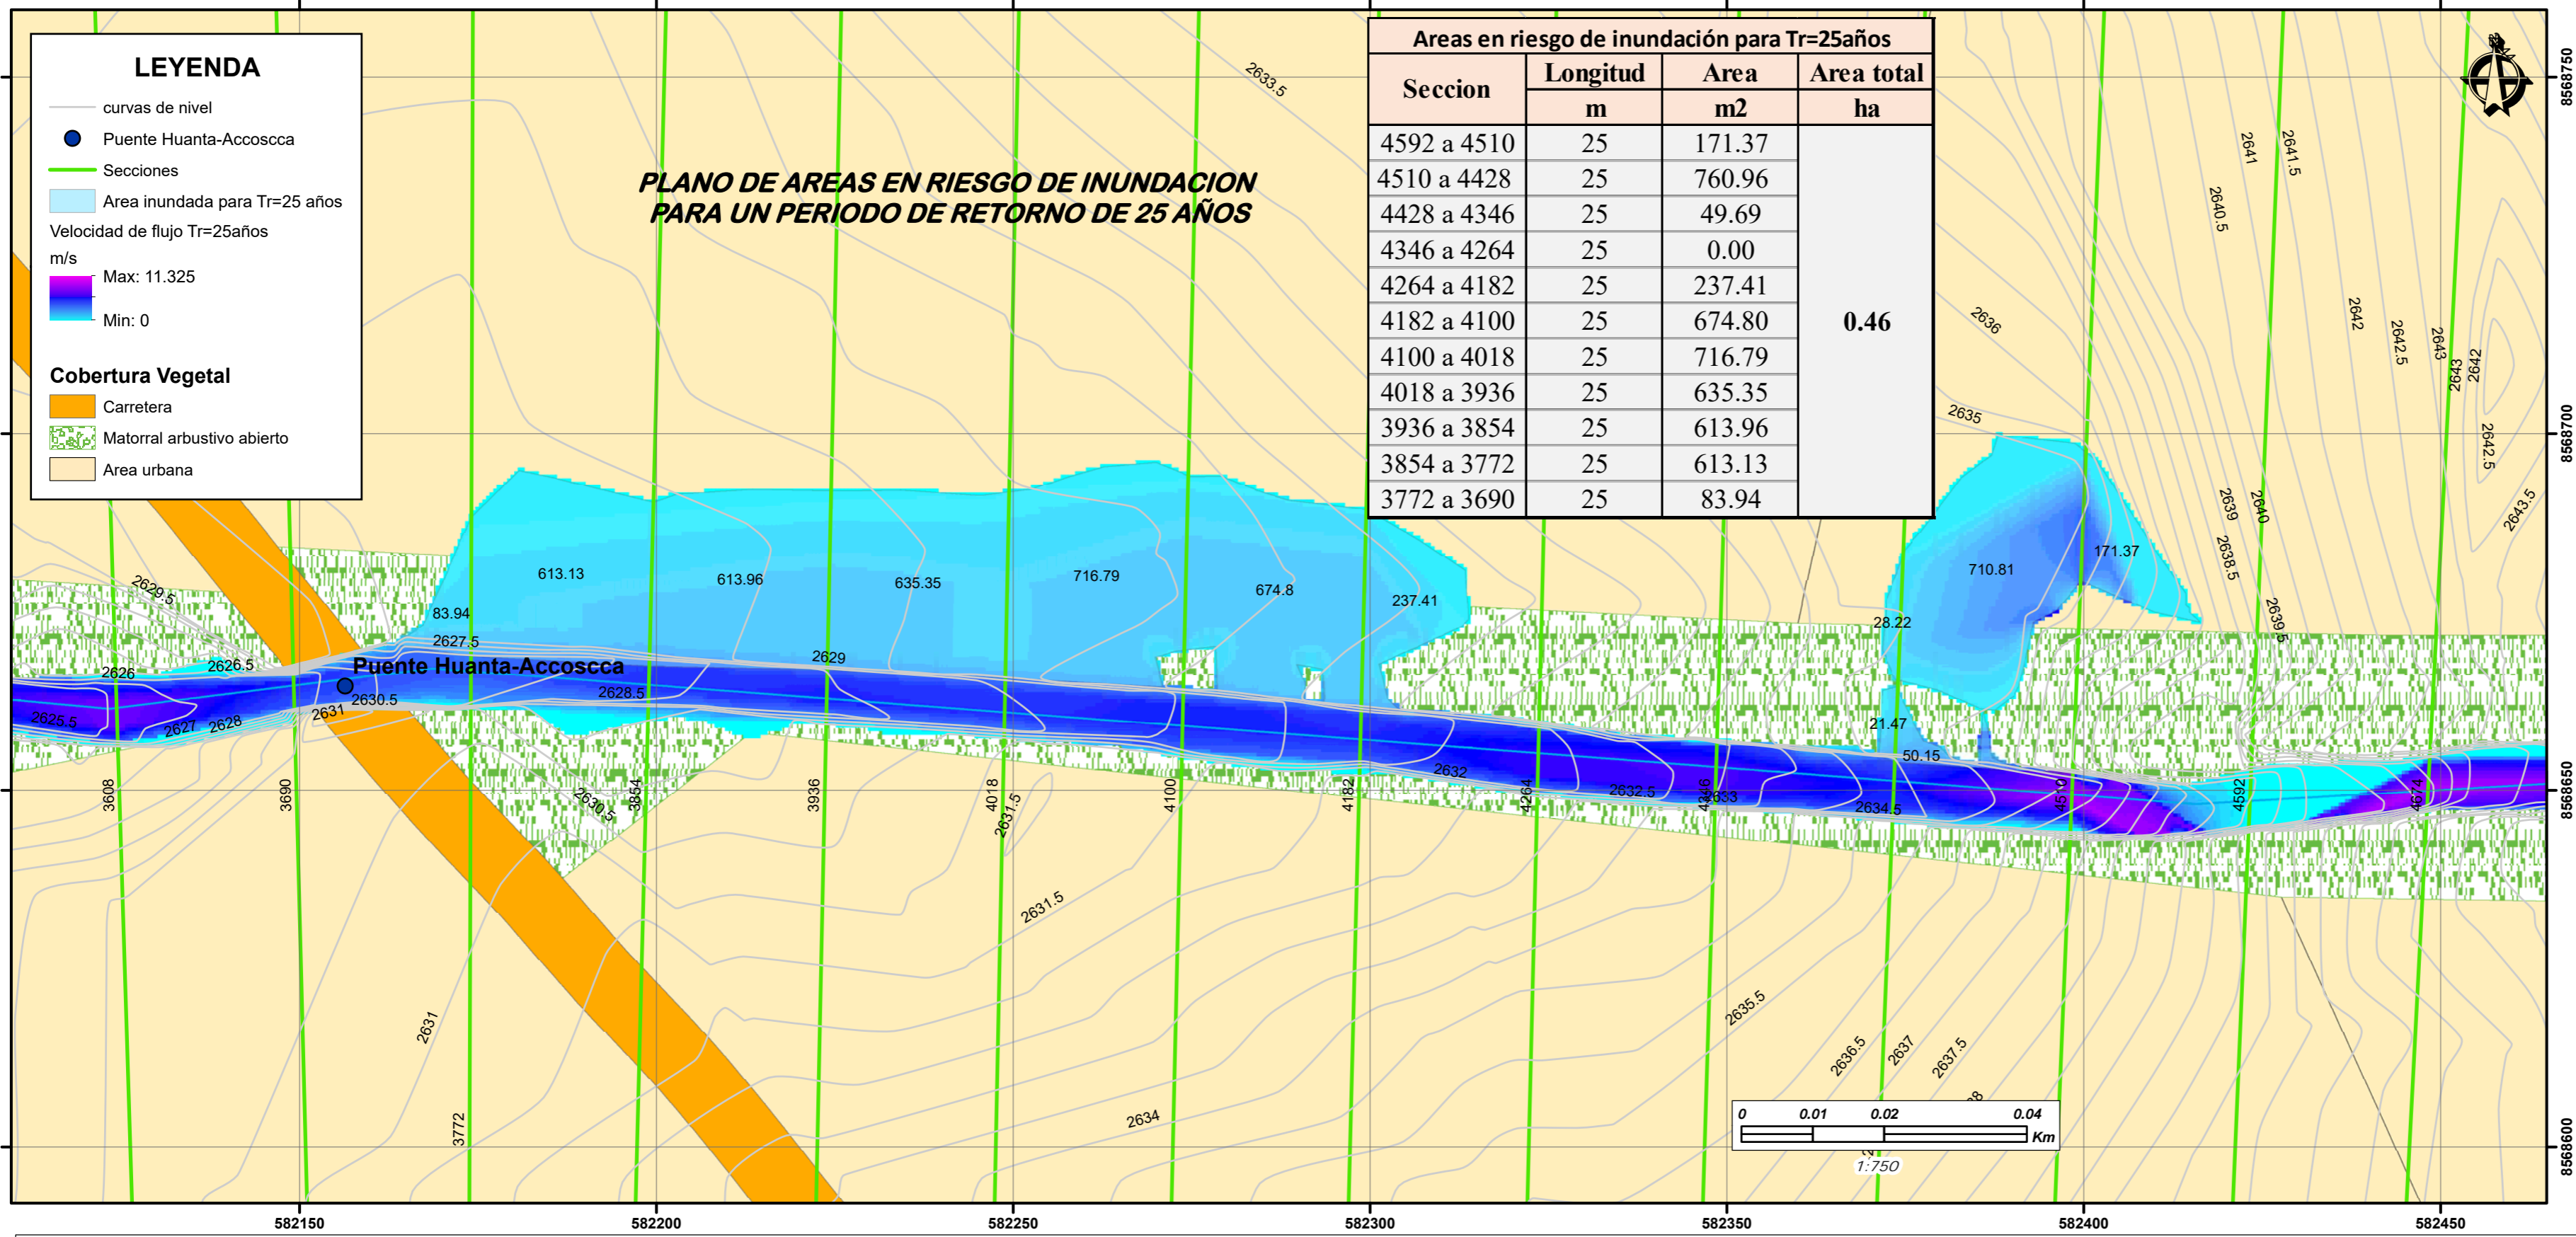 LEYENDA
curvas de nivel
Puente Huanta-Accoscca
Secciones
Area inundada para Tr=25 años
Velocidad de flujo Tr=25años
m/s
Max: 11.325
Min: 0
Cobertura Vegetal
Carretera
Matorral arbustivo abierto
Area urbana
PLANO DE AREAS EN RIESGO DE INUNDACION
PARA UN PERIODO DE RETORNO DE 25 AÑOS
Areas en riesgo de inundación para Tr=25años
Seccion Longitud Area Area total
m m2 ha
4592 a 4510 25 171.37
4510 a 4428 25 760.96
4428 a 4346 25 49.69
4346 a 4264 25 0.00
4264 a 4182 25 237.41
4182 a 4100 25 674.80
0.46
4100 a 4018 25 716.79
4018 a 3936 25 635.35
3936 a 3854 25 613.96
3854 a 3772 25 613.13
3772 a 3690 25 83.94
2633.5
2641
2641.5
2640.5
2636
2642
2642.5
2643
2643
2642
2635
2642.5
2643.5
2639
2640
2638.5
2639.5
613.13
613.96
635.35
716.79
674.8
237.41
710.81
171.37
83.94
28.22
21.47
50.15
2629.5
2627.5
2626
2626.5
2629
Puente Huanta-Accoscca
2630.5
2628.5
2631
2625.5
2627
2628
2632
2632.5
2633
2634.5
3608
3690
3854
3936
4018
4100
4182
4264
4346
4510
4592
4674
2630.5
2631.5
2631.5
2631
3772
2634
2635.5
2636.5
2637
2637.5
0 0.01 0.02 0.04
Km
1:750
582150 582200 582250 582300 582350 582400 582450
8568750
8568700
8568650
8568600